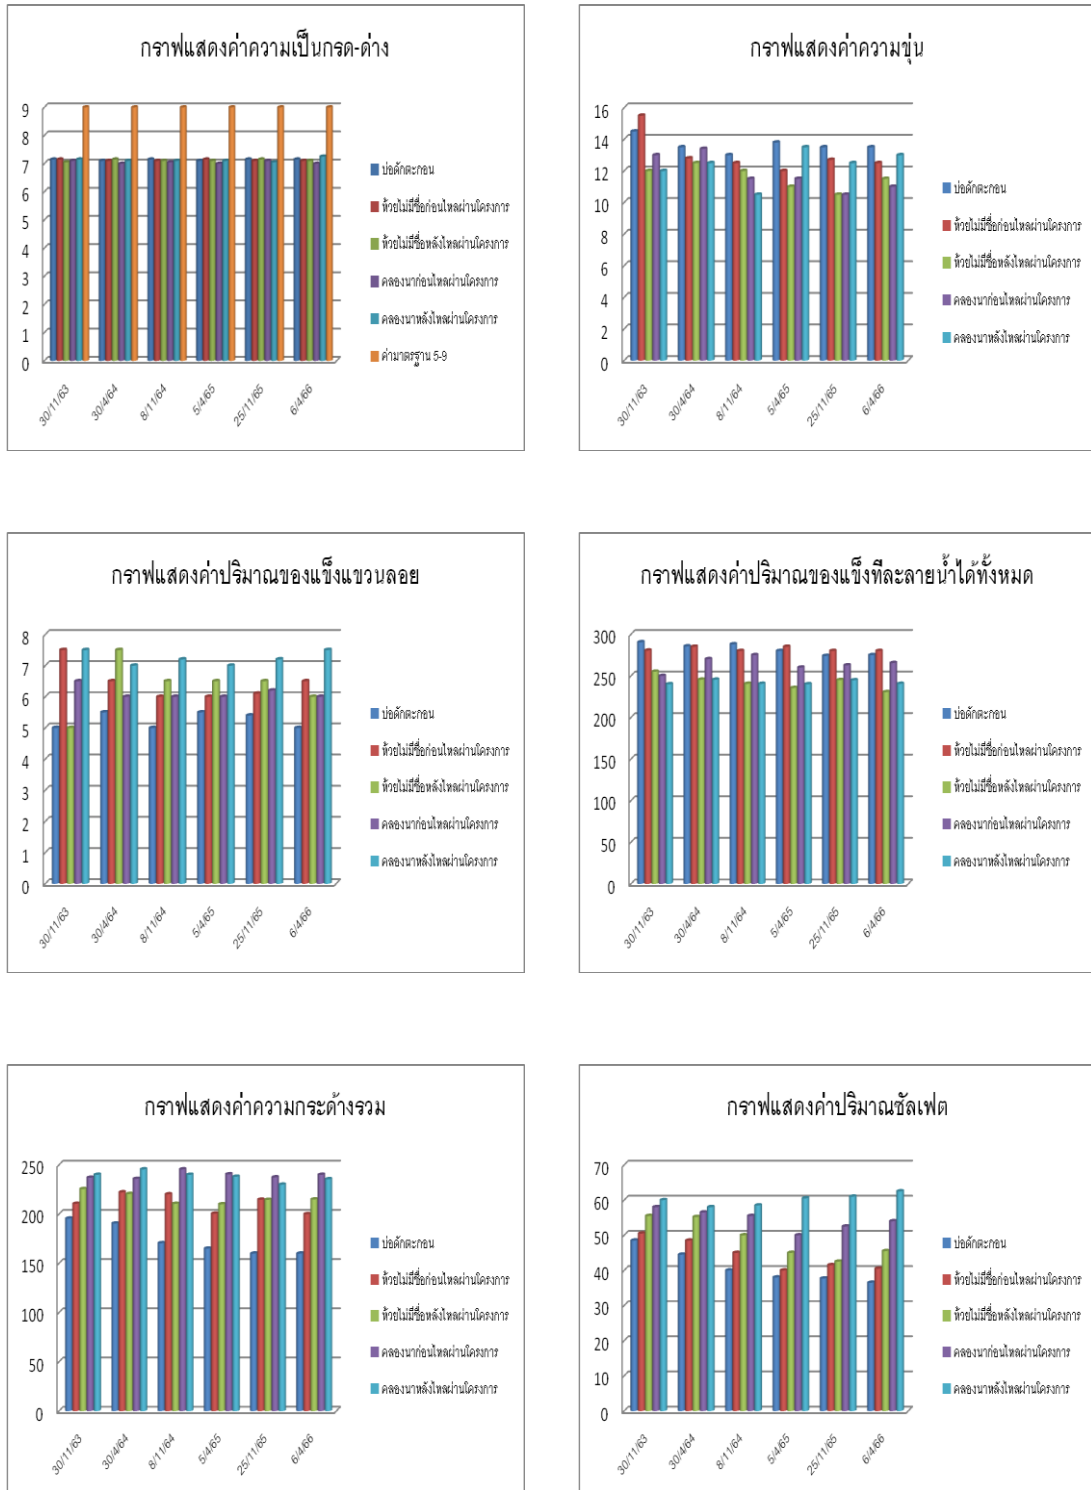 กราฟแสดงค่าความเป็นกรด-ด่าง
9
8
7
6
5
4
3
2
1
0
30/11/63
30/4/64
8/11/64
5/4/65
25/11/65
6/4/66
บ่อดักตะกอน
ห้วยไม่มีชื่อก่อนไหลผ่านโครงการ
ห้วยไม่มีชื่อหลังไหลผ่านโครงการ
คลองนาก่อนไหลผ่านโครงการ
คลองนาหลังไหลผ่านโครงการ
ค่ามาตรฐาน 5-9
กราฟแสดงค่าความขุ่น
16
14
12
10
8
6
4
2
0
30/11/63
30/4/64
8/11/64
5/4/65
25/11/65
6/4/66
บ่อดักตะกอน
ห้วยไม่มีชื่อก่อนไหลผ่านโครงการ
ห้วยไม่มีชื่อหลังไหลผ่านโครงการ
คลองนาก่อนไหลผ่านโครงการ
คลองนาหลังไหลผ่านโครงการ
กราฟแสดงค่าปริมาณของแข็งแขวนลอย
8
7
6
5
4
3
2
1
0
30/11/63
30/4/64
8/11/64
5/4/65
25/11/65
6/4/66
บ่อดักตะกอน
ห้วยไม่มีชื่อก่อนไหลผ่านโครงการ
ห้วยไม่มีชื่อหลังไหลผ่านโครงการ
คลองนาก่อนไหลผ่านโครงการ
คลองนาหลังไหลผ่านโครงการ
กราฟแสดงค่าปริมาณของแข็งที่ละลายน้ำได้ทั้งหมด
300
250
200
150
100
50
0
30/11/63
30/4/64
8/11/64
5/4/65
25/11/65
6/4/66
บ่อดักตะกอน
ห้วยไม่มีชื่อก่อนไหลผ่านโครงการ
ห้วยไม่มีชื่อหลังไหลผ่านโครงการ
คลองนาก่อนไหลผ่านโครงการ
คลองนาหลังไหลผ่านโครงการ
กราฟแสดงค่าความกระด้างรวม
250
200
150
100
50
0
30/11/63
30/4/64
8/11/64
5/4/65
25/11/65
6/4/66
บ่อดักตะกอน
ห้วยไม่มีชื่อก่อนไหลผ่านโครงการ
ห้วยไม่มีชื่อหลังไหลผ่านโครงการ
คลองนาก่อนไหลผ่านโครงการ
คลองนาหลังไหลผ่านโครงการ
กราฟแสดงค่าปริมาณซัลเฟต
70
60
50
40
30
20
10
0
30/11/63
30/4/64
8/11/64
5/4/65
25/11/65
6/4/66
บ่อดักตะกอน
ห้วยไม่มีชื่อก่อนไหลผ่านโครงการ
ห้วยไม่มีชื่อหลังไหลผ่านโครงการ
คลองนาก่อนไหลผ่านโครงการ
คลองนาหลังไหลผ่านโครงการ